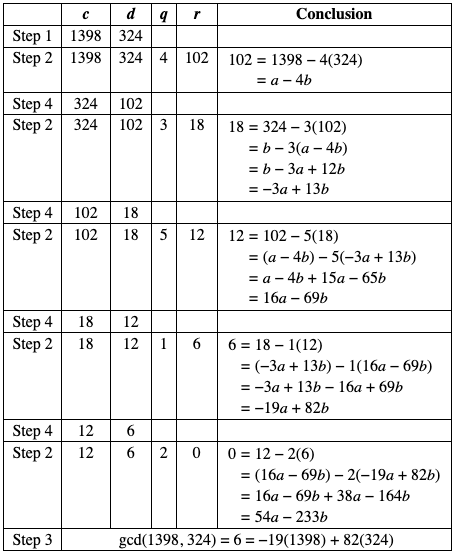 c d q r Conclusion
Step 1 1398 324
Step 2 1398 324 4 102 102 = 1398 − 4(324)
= a − 4b
Step 4 324 102
Step 2 324 102 3 18 18 = 324 − 3(102)
= b − 3(a − 4b)
= b − 3a + 12b
= −3a + 13b
Step 4 102 18
Step 2 102 18 5 12 12 = 102 − 5(18)
= (a − 4b) − 5(−3a + 13b)
= a − 4b + 15a − 65b
= 16a − 69b
Step 4 18 12
Step 2 18 12 1 6 6 = 18 − 1(12)
= (−3a + 13b) − 1(16a − 69b)
= −3a + 13b − 16a + 69b
= −19a + 82b
Step 4 12 6
Step 2 12 6 2 0 0 = 12 − 2(6)
= (16a − 69b) − 2(−19a + 82b)
= 16a − 69b + 38a − 164b
= 54a − 233b
Step 3 gcd(1398, 324) = 6 = −19(1398) + 82(324)